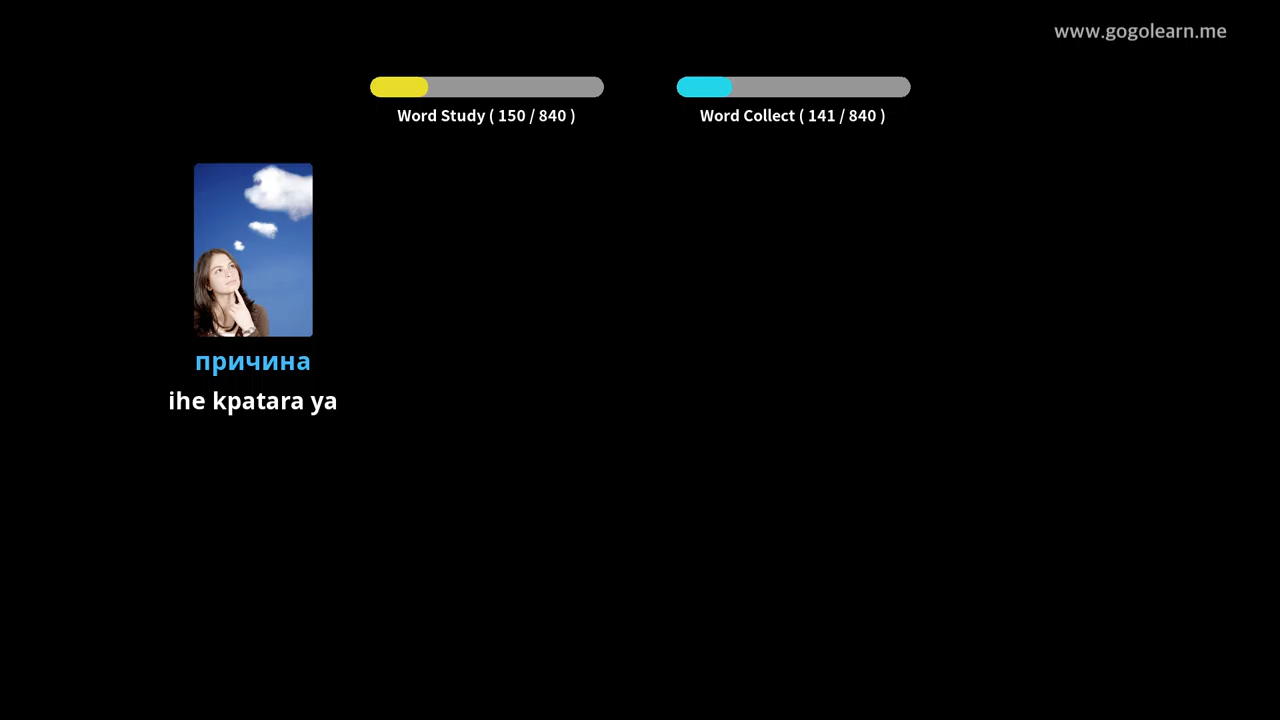 www.gogolearn.me
Word Study ( 150 / 840 )
Word Collect ( 141 / 840 )
причина
ihe kpatara ya